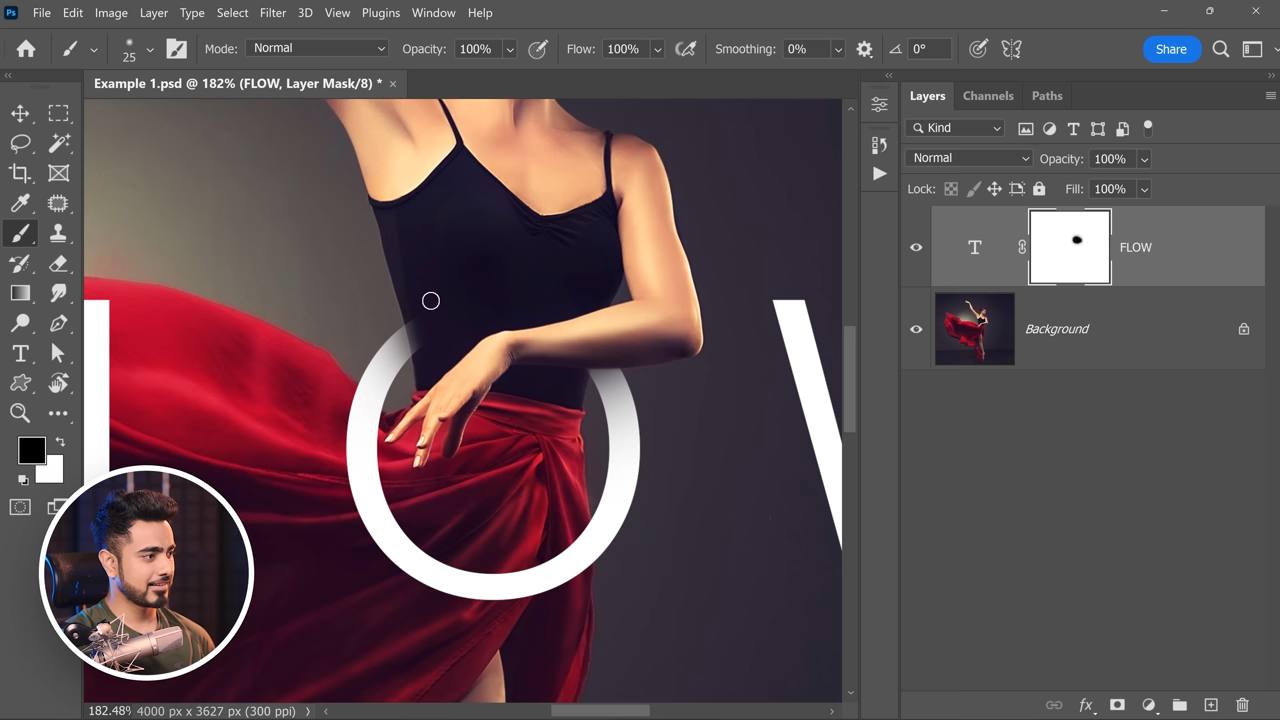 Ps File Edit Image Layer Type Select Filter 3D View Plugins Window Help
25 Mode: Normal Opacity: 100% Flow: 100% Smoothing: 0% 0° Share
Example 1.psd @ 182% (FLOW, Layer Mask/8) * ×
Layers Channels Paths
Kind
Normal Opacity: 100%
Lock: Fill: 100%
T FLOW
Background
L O W
182.48% 4000 px x 3627 px (300 ppi)
fx